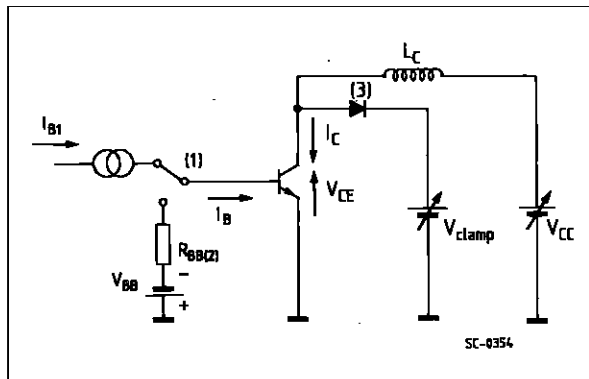 L_C
(3)
I_B1
(1)
I_C
V_CE
I_B
V_clamp
V_CC
R_BB(2)
V_BB
−
+
SC-0354